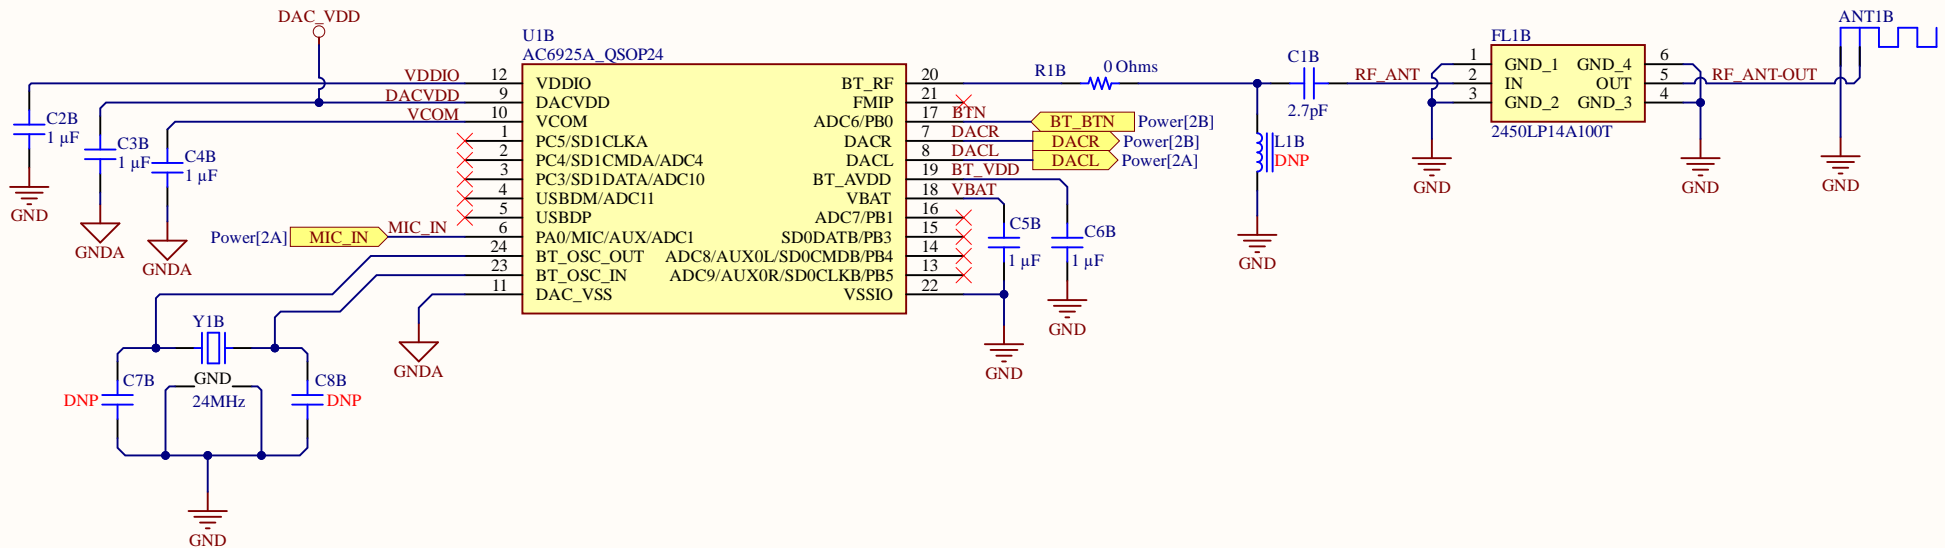 DAC_VDD
ANT1B
U1B
AC6925A_QSOP24
FL1B
C1B
2.7pF
R1B
0 Ohms
VDDIO 12 VDDIO BT_RF 20
DACVDD 9 DACVDD FMIP 21
VCOM 10 VCOM ADC6/PB0 17 BTN BT_BTN Power[2B]
1 PC5/SD1CLKA DACR 7 DACR DACR Power[2B]
2 PC4/SD1CMDA/ADC4 DACL 8 DACL DACL Power[2A]
3 PC3/SD1DATA/ADC10 BT_AVDD 19 BT_VDD
4 USBDM/ADC11 VBAT 18 VBAT
5 USBDP ADC7/PB1 16
Power[2A] MIC_IN MIC_IN 6 PA0/MIC/AUX/ADC1 SD0DATB/PB3 15
24 BT_OSC_OUT ADC8/AUX0L/SD0CMDB/PB4 14
23 BT_OSC_IN ADC9/AUX0R/SD0CLKB/PB5 13
11 DAC_VSS VSSIO 22
RF_ANT
1 GND_1 GND_4 6
2 IN OUT 5
3 GND_2 GND_3 4
2450LP14A100T
RF_ANT-OUT
C2B
1 µF
C3B
1 µF
C4B
1 µF
GND
GNDA
GNDA
L1B
DNP
GND
GND
GND
GND
C5B
1 µF
C6B
1 µF
GND
GND
GNDA
Y1B
GND
24MHz
C7B
DNP
C8B
DNP
GND